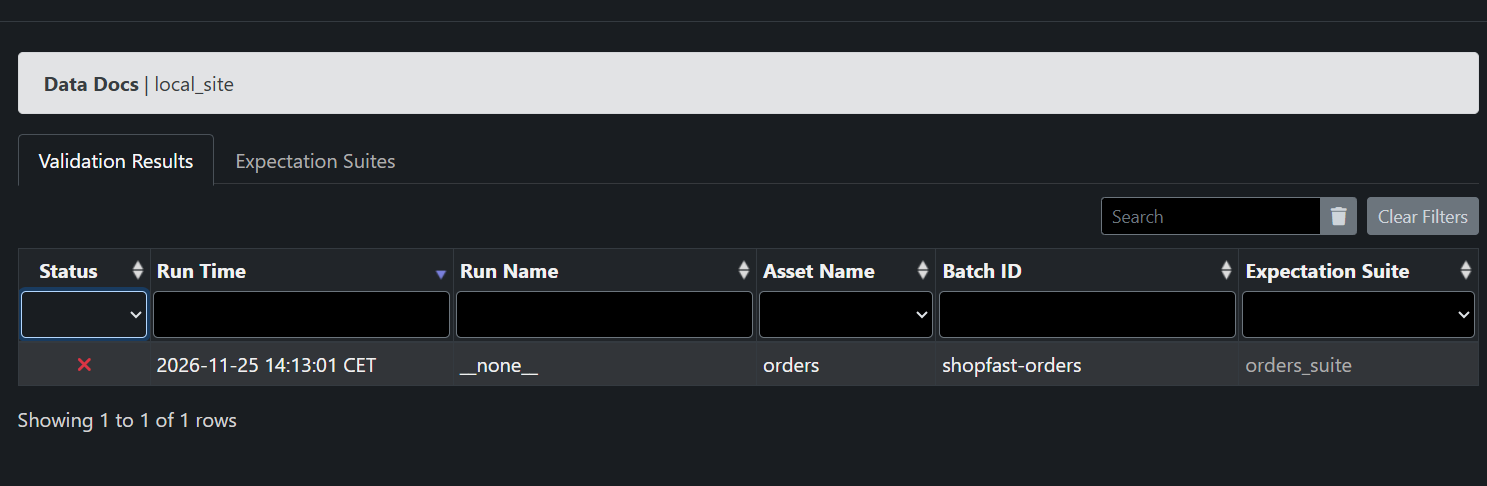 Data Docs | local_site
Validation Results Expectation Suites
Search Clear Filters
Status Run Time Run Name Asset Name Batch ID Expectation Suite
2026-11-25 14:13:01 CET __none__ orders shopfast-orders orders_suite
Showing 1 to 1 of 1 rows